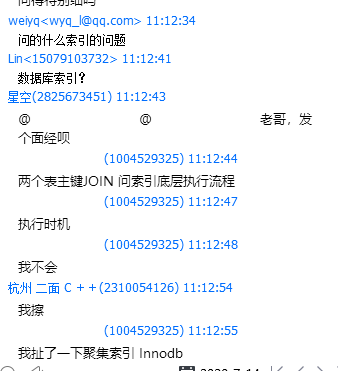 问得特别细吗
weiyq<wyq_l@qq.com> 11:12:34
问的什么索引的问题
Lin<15079103732> 11:12:41
数据库索引?
星空(2825673451) 11:12:43
@ @ 老哥，发
个面经呗
(1004529325) 11:12:44
两个表主键JOIN 问索引底层执行流程
(1004529325) 11:12:47
执行时机
(1004529325) 11:12:48
我不会
杭州 二面 C ++(2310054126) 11:12:54
我擦
(1004529325) 11:12:55
我扯了一下聚集索引 Innodb